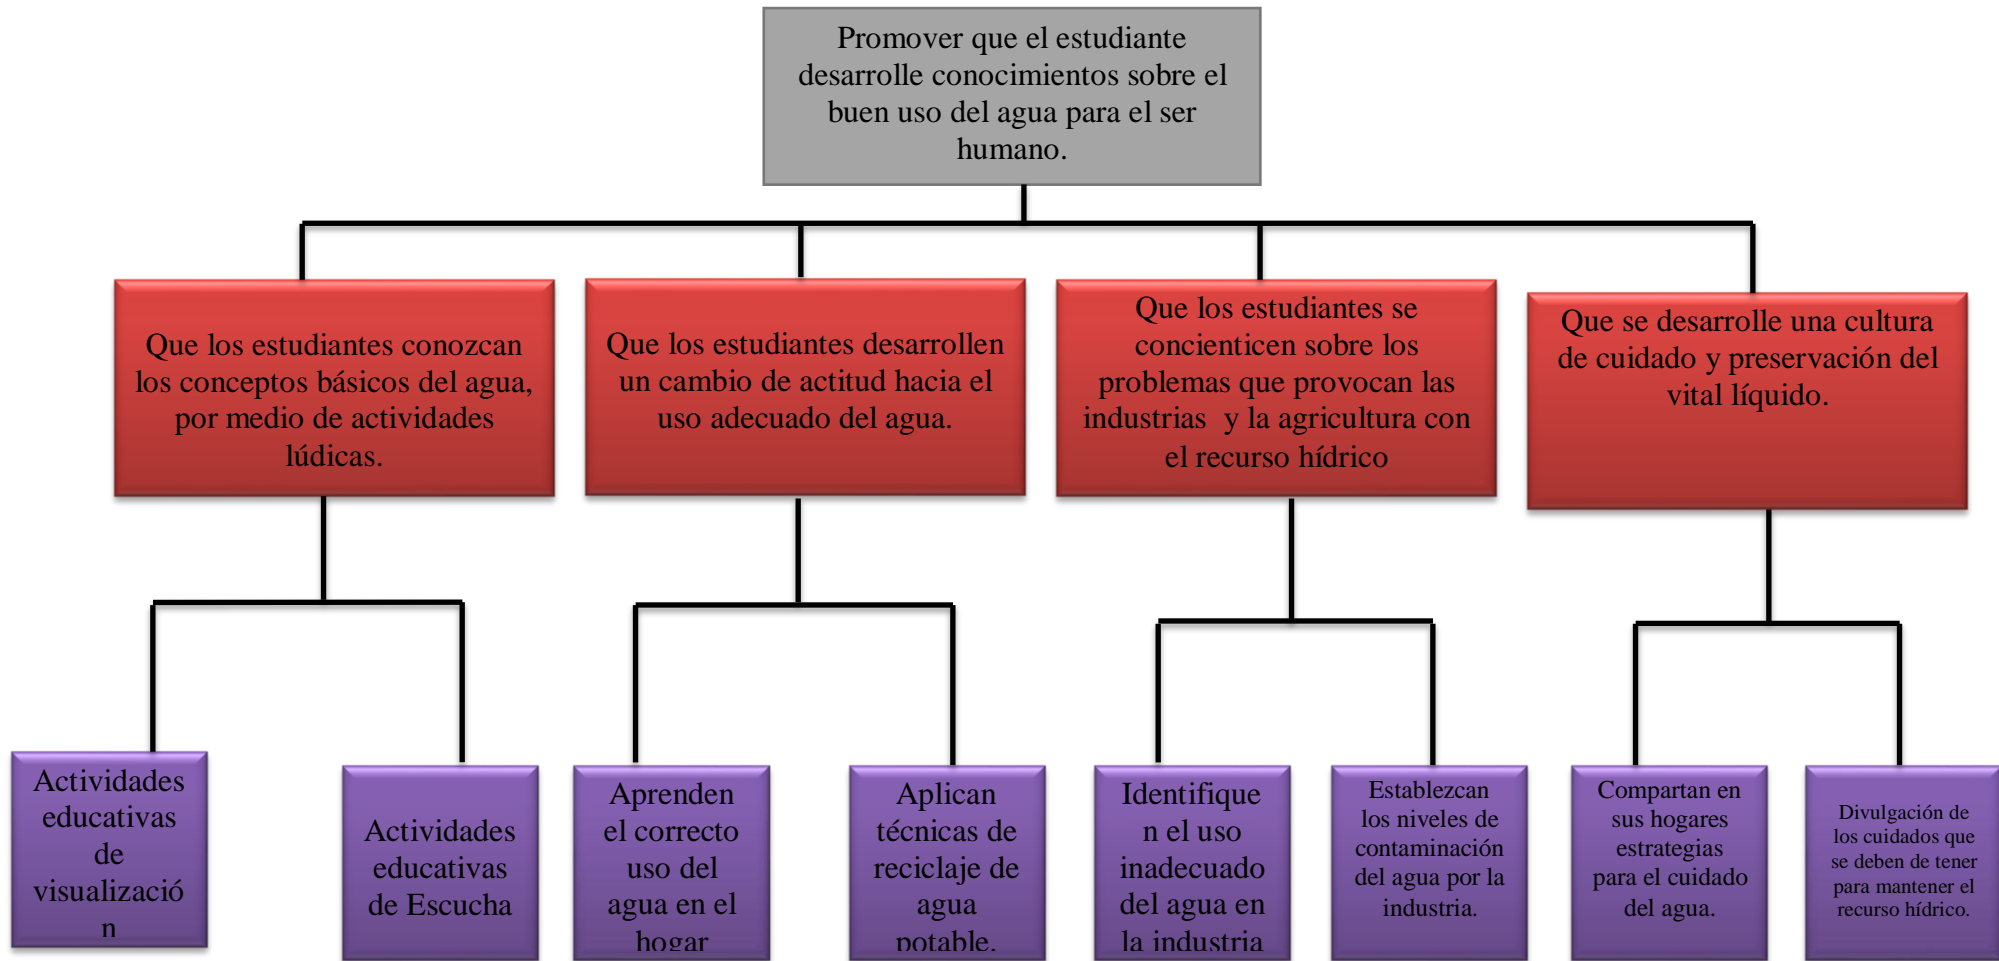 Promover que el estudiante
desarrolle conocimientos sobre el
buen uso del agua para el ser
humano.
Que los estudiantes conozcan
los conceptos básicos del agua,
por medio de actividades
lúdicas.
Que los estudiantes desarrollen
un cambio de actitud hacia el
uso adecuado del agua.
Que los estudiantes se
concienticen sobre los
problemas que provocan las
industrias  y la agricultura con
el recurso hídrico
Que se desarrolle una cultura
de cuidado y preservación del
vital líquido.
Actividades
educativas
de
visualizació
n
Actividades
educativas
de Escucha
Aprenden
el correcto
uso del
agua en el
hogar
Aplican
técnicas de
reciclaje de
agua
potable.
Identifique
n el uso
inadecuado
del agua en
la industria
Establezcan
los niveles de
contaminación
del agua por la
industria.
Compartan en
sus hogares
estrategias
para el cuidado
del agua.
Divulgación de
los cuidados que
se deben de tener
para mantener el
recurso hídrico.